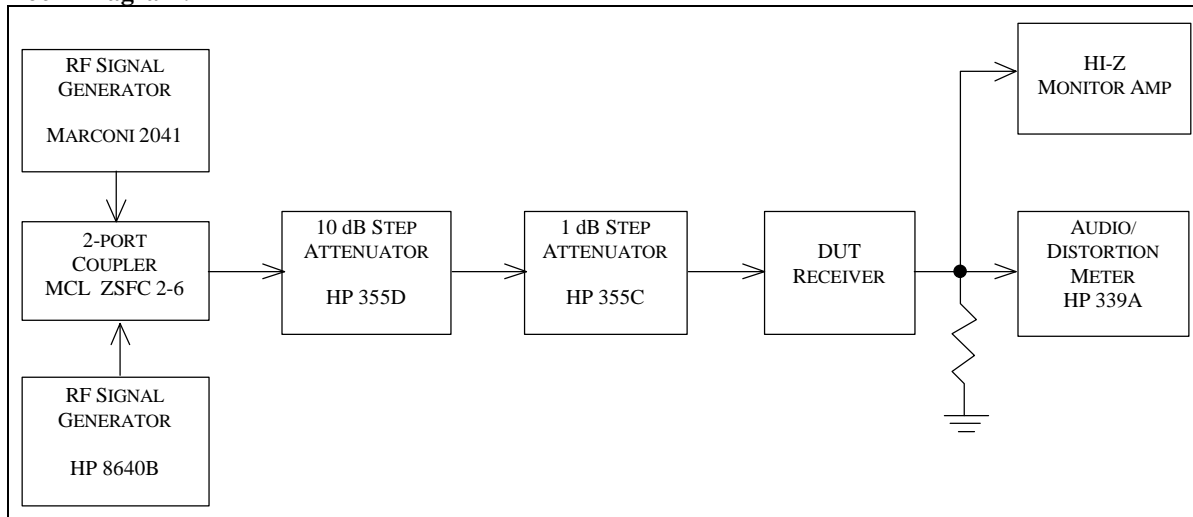 RF SIGNAL
GENERATOR
MARCONI 2041
2-PORT
COUPLER
MCL ZSFC 2-6
RF SIGNAL
GENERATOR
HP 8640B
10 dB STEP
ATTENUATOR
HP 355D
1 dB STEP
ATTENUATOR
HP 355C
DUT
RECEIVER
HI-Z
MONITOR AMP
AUDIO/
DISTORTION
METER
HP 339A